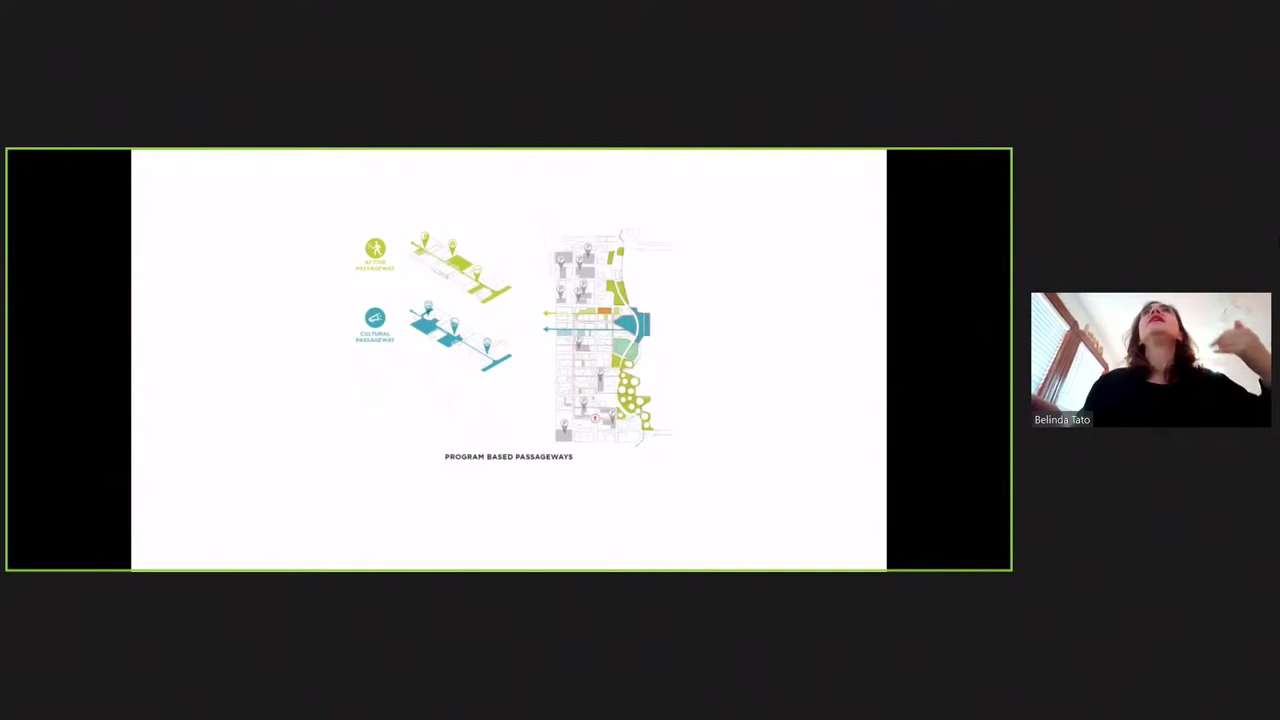 ACTIVE
PASSAGEWAY
CULTURAL
PASSAGEWAY
PROGRAM BASED PASSAGEWAYS
Belinda Tato